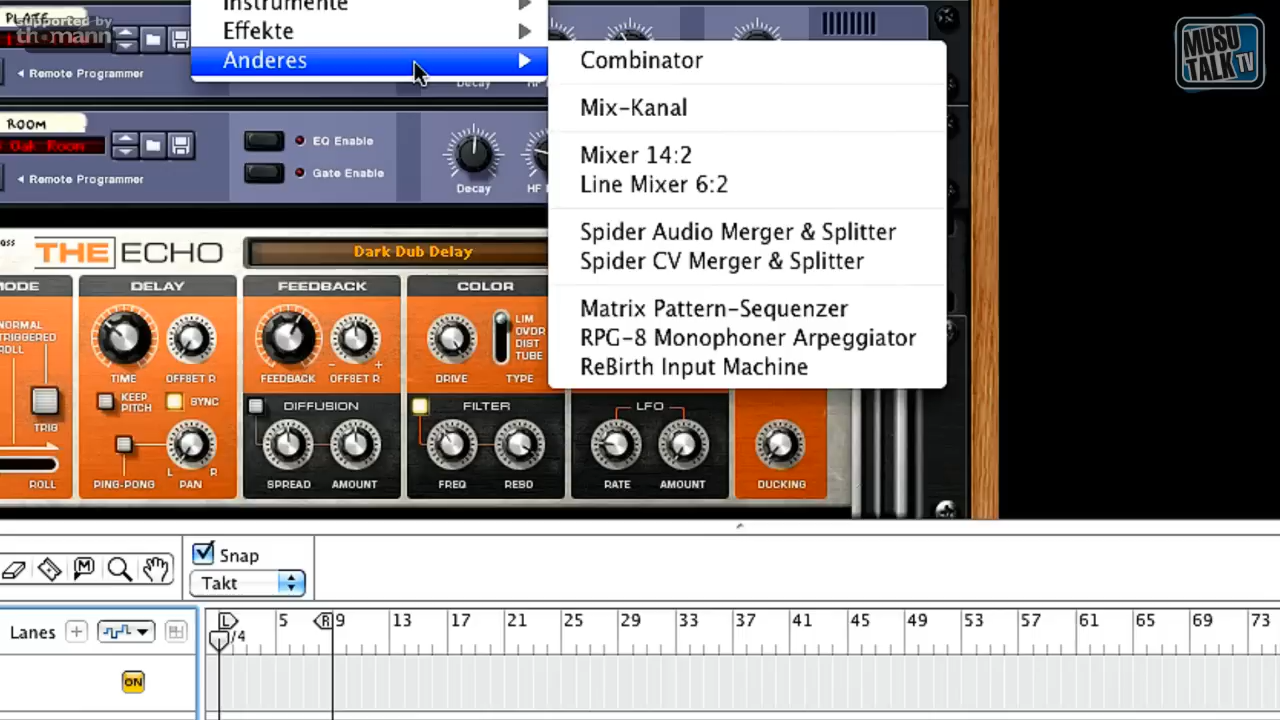 PLATE
supported by
thomann
Instrumente
Effekte
Anderes
MUSU
TALK TV
Remote Programmer
Decay
Combinator
Mix-Kanal
Mixer 14:2
Line Mixer 6:2
Spider Audio Merger & Splitter
Spider CV Merger & Splitter
Matrix Pattern-Sequenzer
RPG-8 Monophoner Arpeggiator
ReBirth Input Machine
ROOM
Oak Room
EQ Enable
Remote Programmer
Gate Enable
Decay
HF
THE ECHO
Dark Dub Delay
MODE
DELAY
FEEDBACK
COLOR
NORMAL
TRIGGERED
ROLL
LIM
OVDR
DIST
TUBE
TIME
OFFSET R
FEEDBACK
- +
OFFSET R
DRIVE
TYPE
KEEP PITCH
SYNC
TRIG
DIFFUSION
FILTER
LFO
L R
ROLL
PING-PONG
PAN
SPREAD
AMOUNT
FREQ
RESO
RATE
AMOUNT
DUCKING
M
Snap
Takt
Lanes
L
R
/4
5 9 13 17 21 25 29 33 37 41 45 49 53 57 61 65 69 73
ON